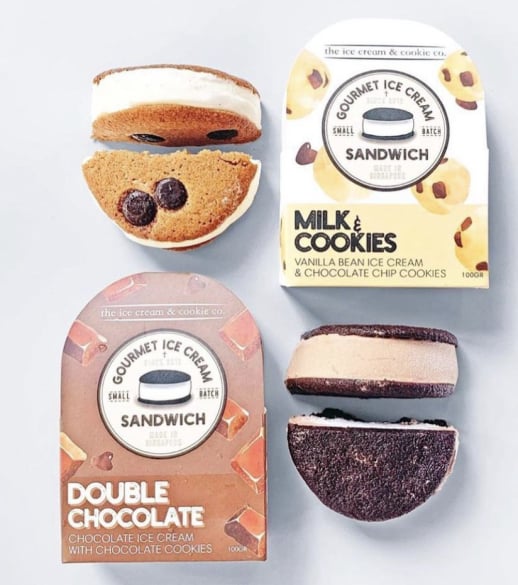 the ice cream & cookie co.
GOURMET ICE CREAM
SINCE 2012
SMALL BATCH
SANDWICH
MADE IN
SINGAPORE
MILK &
COOKIES
VANILLA BEAN ICE CREAM
& CHOCOLATE CHIP COOKIES 100GR
the ice cream & cookie co.
GOURMET ICE CREAM
SMALL BATCH
SANDWICH
MADE IN
SINGAPORE
DOUBLE
CHOCOLATE
CHOCOLATE ICE CREAM
WITH CHOCOLATE COOKIES 100GR